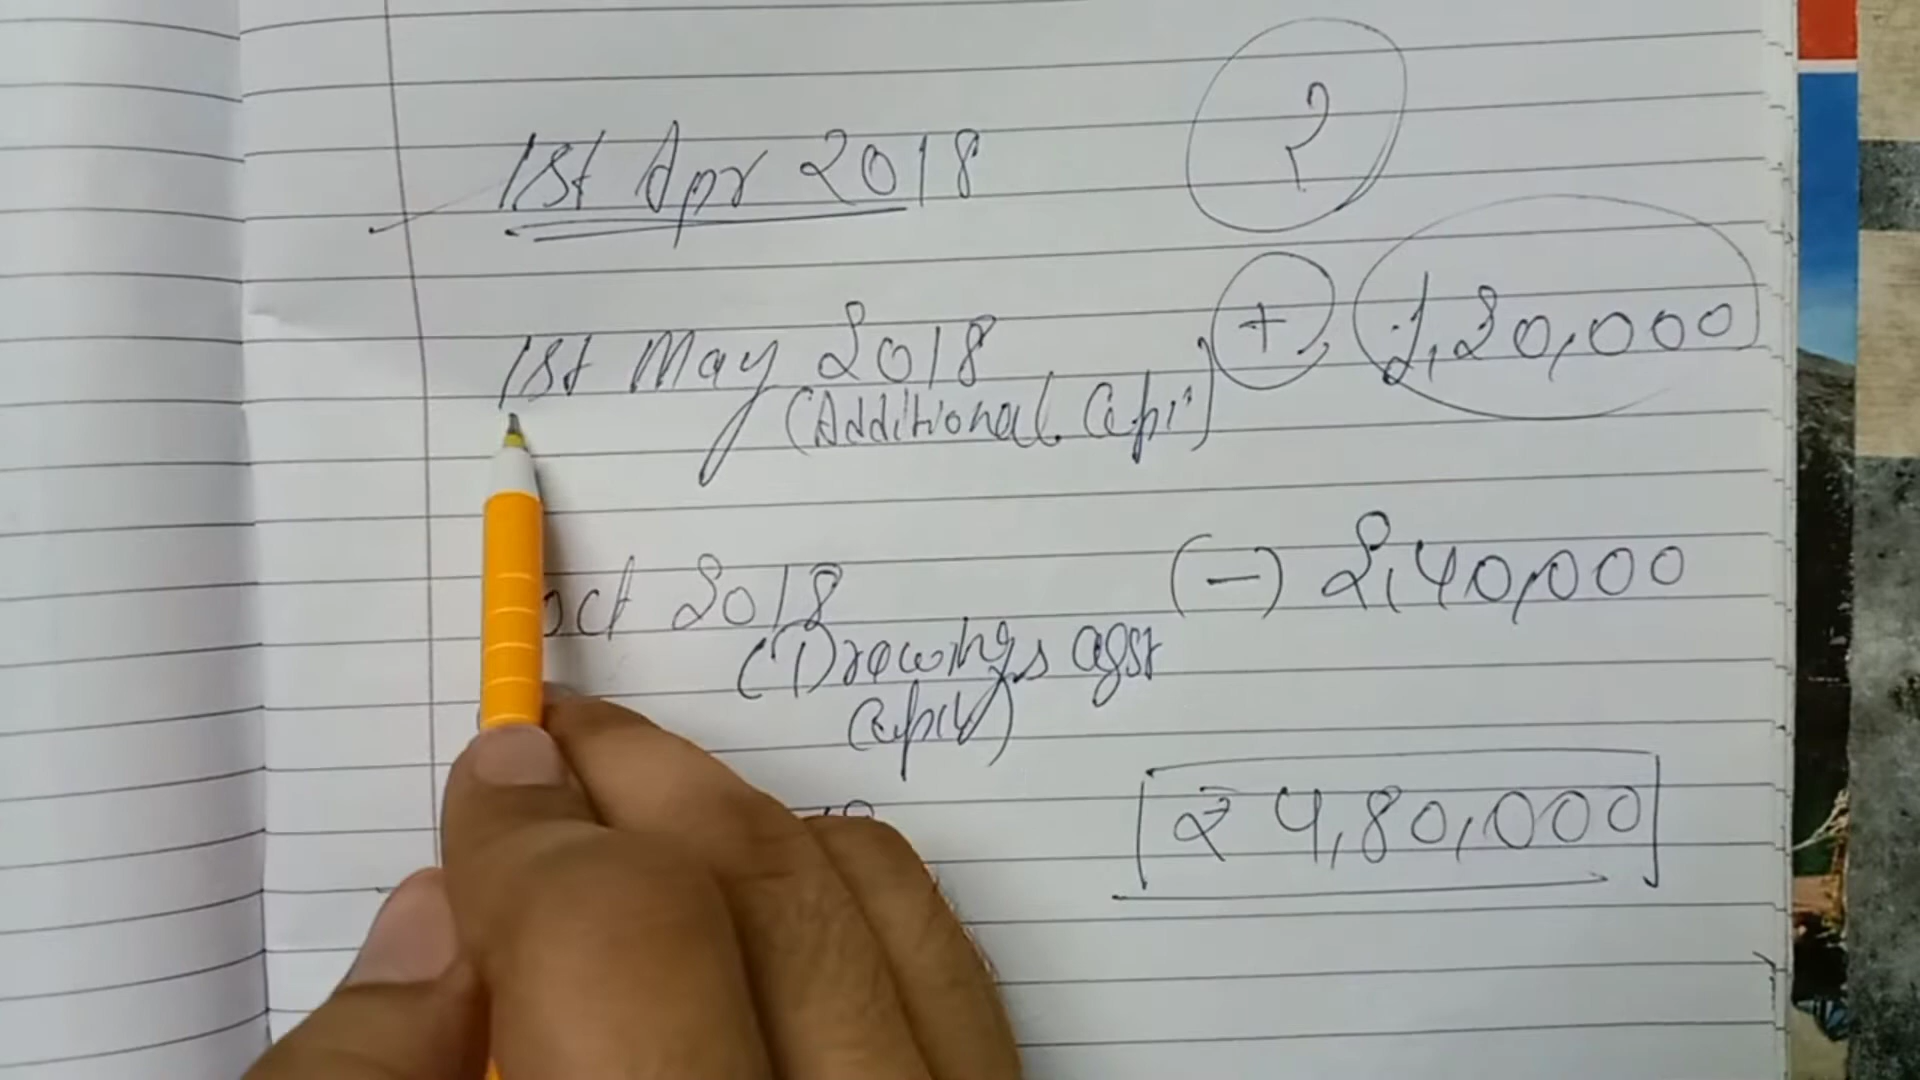 1st Apr 2018 ?
1st May 2018 + 1,20,000
(Additional Capi)
oct 2018 (-) 2,40,000
(Drawings agst
Capit)
₹ 4,80,000